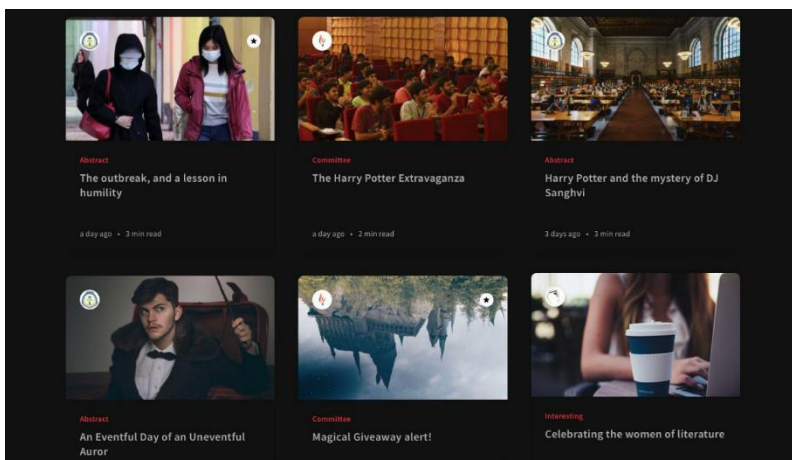 Abstract
The outbreak, and a lesson in
humility
a day ago • 3 min read
Committee
The Harry Potter Extravaganza
a day ago • 2 min read
Abstract
Harry Potter and the mystery of DJ
Sanghvi
3 days ago • 3 min read
Abstract
An Eventful Day of an Uneventful
Auror
Committee
Magical Giveaway alert!
Interesting
Celebrating the women of literature